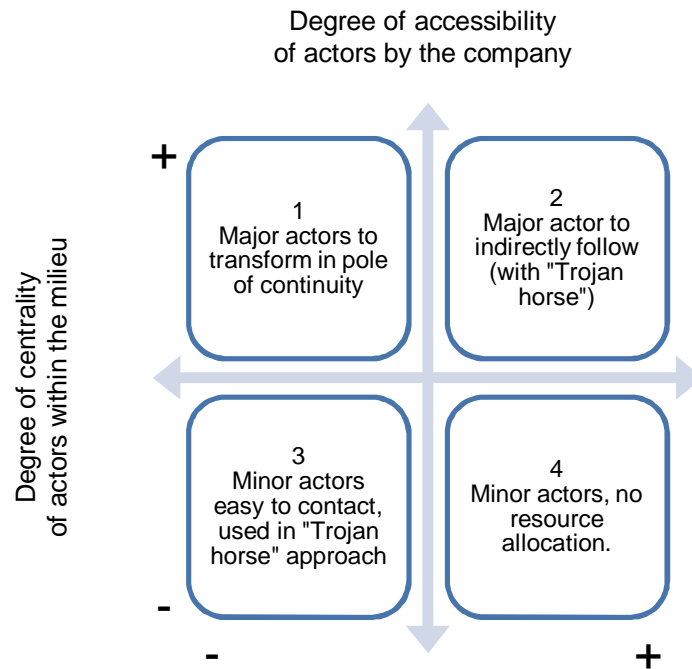 Degree of accessibility
of actors by the company
+
1
Major actors to
transform in pole
of continuity
2
Major actor to
indirectly follow
(with "Trojan
horse")
Degree of centrality
of actors within the milieu
3
Minor actors
easy to contact,
used in "Trojan
horse" approach
4
Minor actors, no
resource
allocation.
-
-
+